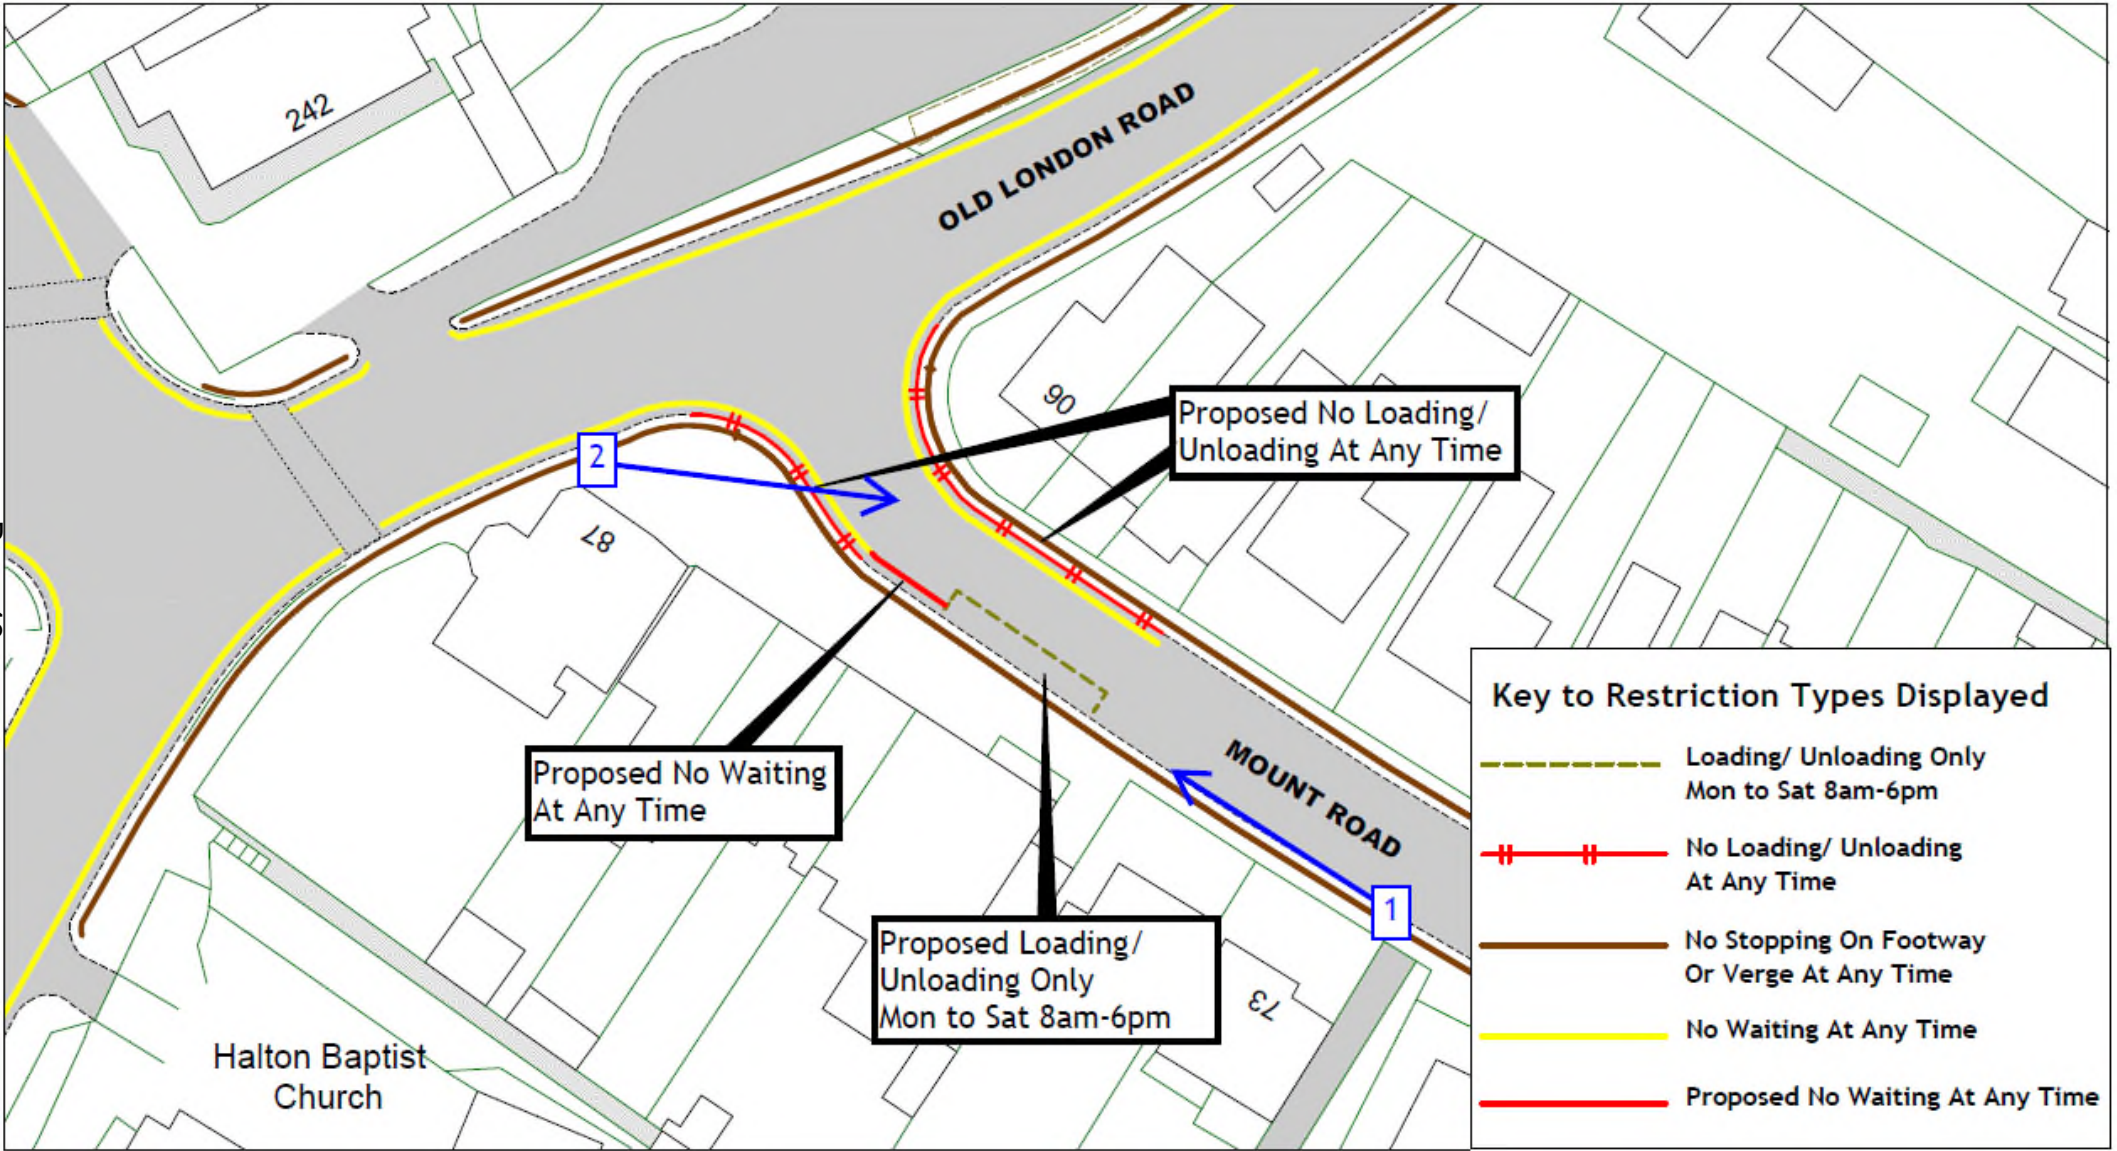 242
OLD LONDON ROAD
90
Proposed No Loading/
Unloading At Any Time
2
87
Proposed No Waiting
At Any Time
MOUNT ROAD
1
Proposed Loading/
Unloading Only
Mon to Sat 8am-6pm
73
Halton Baptist
Church
Key to Restriction Types Displayed
Loading/ Unloading Only
Mon to Sat 8am-6pm
No Loading/ Unloading
At Any Time
No Stopping On Footway
Or Verge At Any Time
No Waiting At Any Time
Proposed No Waiting At Any Time